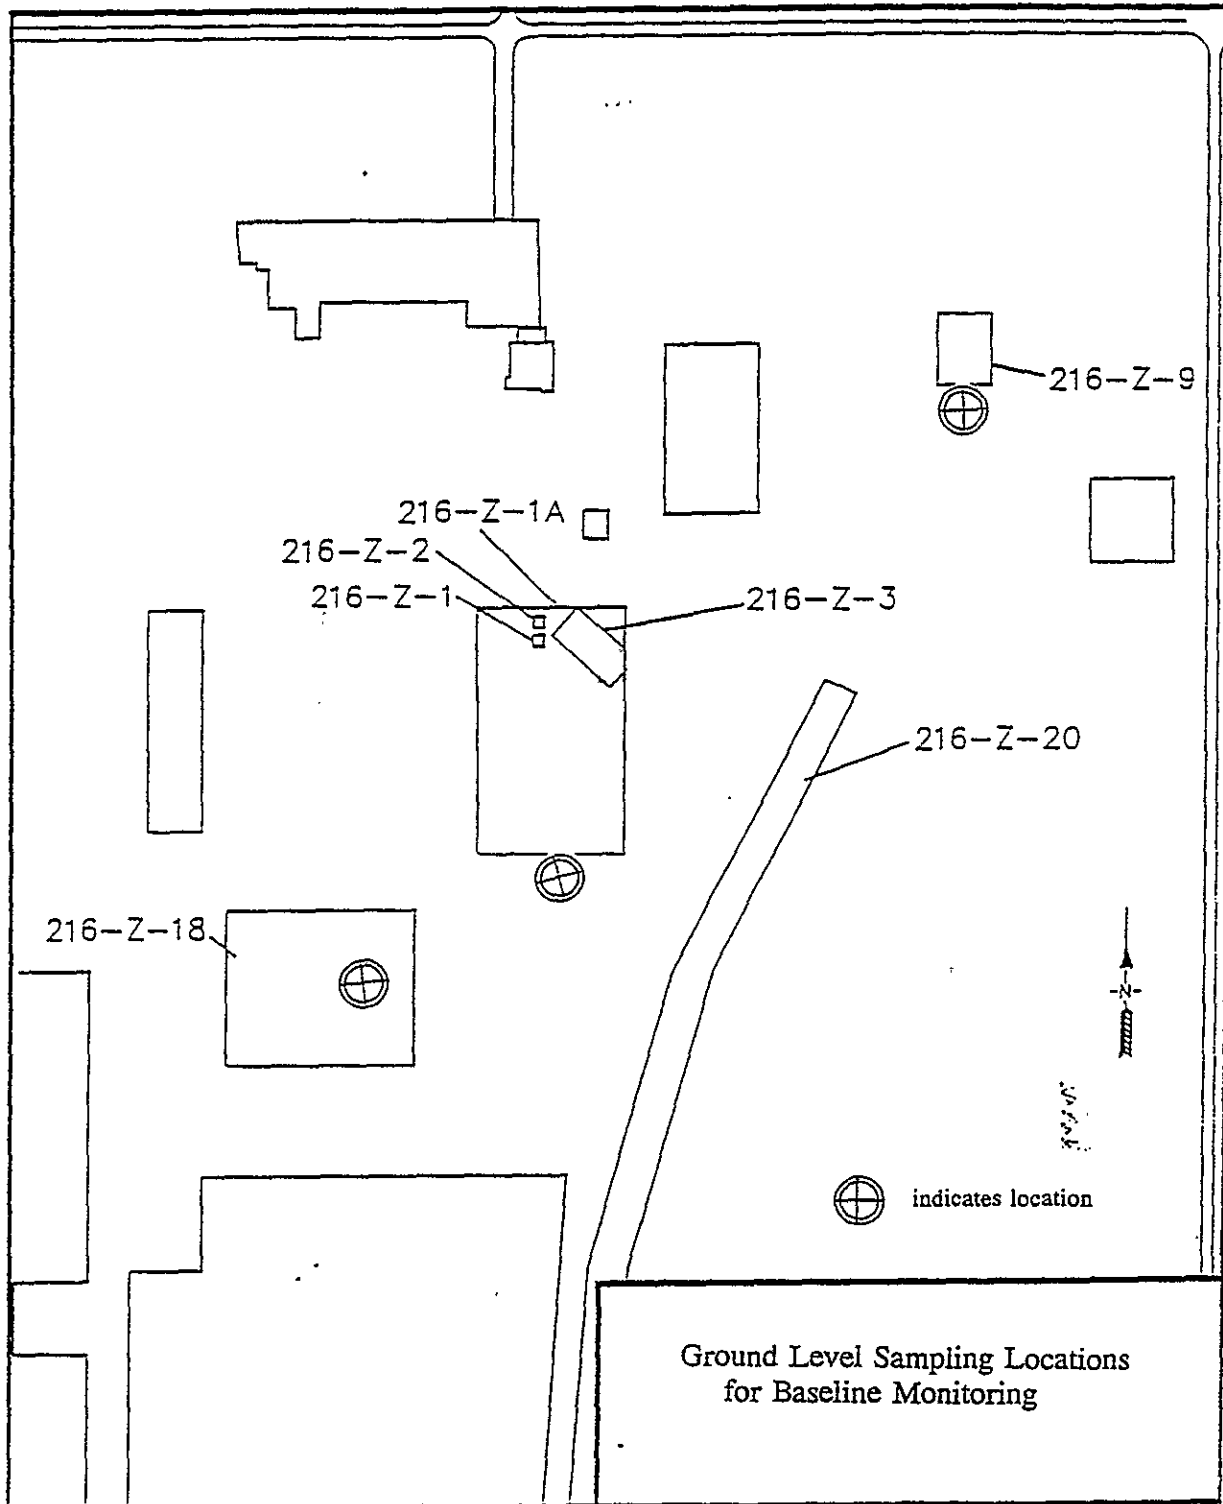 216-Z-9
216-Z-1A
216-Z-2
216-Z-1
216-Z-3
216-Z-20
216-Z-18
N
indicates location
Ground Level Sampling Locations
for Baseline Monitoring